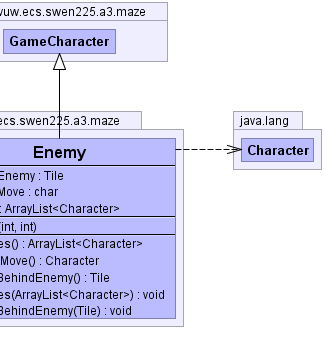 vuw.ecs.swen225.a3.maze
GameCharacter
ecs.swen225.a3.maze
java.lang
Enemy
Character
Enemy : Tile
Move : char
: ArrayList<Character>
(int, int)
es() : ArrayList<Character>
Move() : Character
BehindEnemy() : Tile
es(ArrayList<Character>) : void
BehindEnemy(Tile) : void